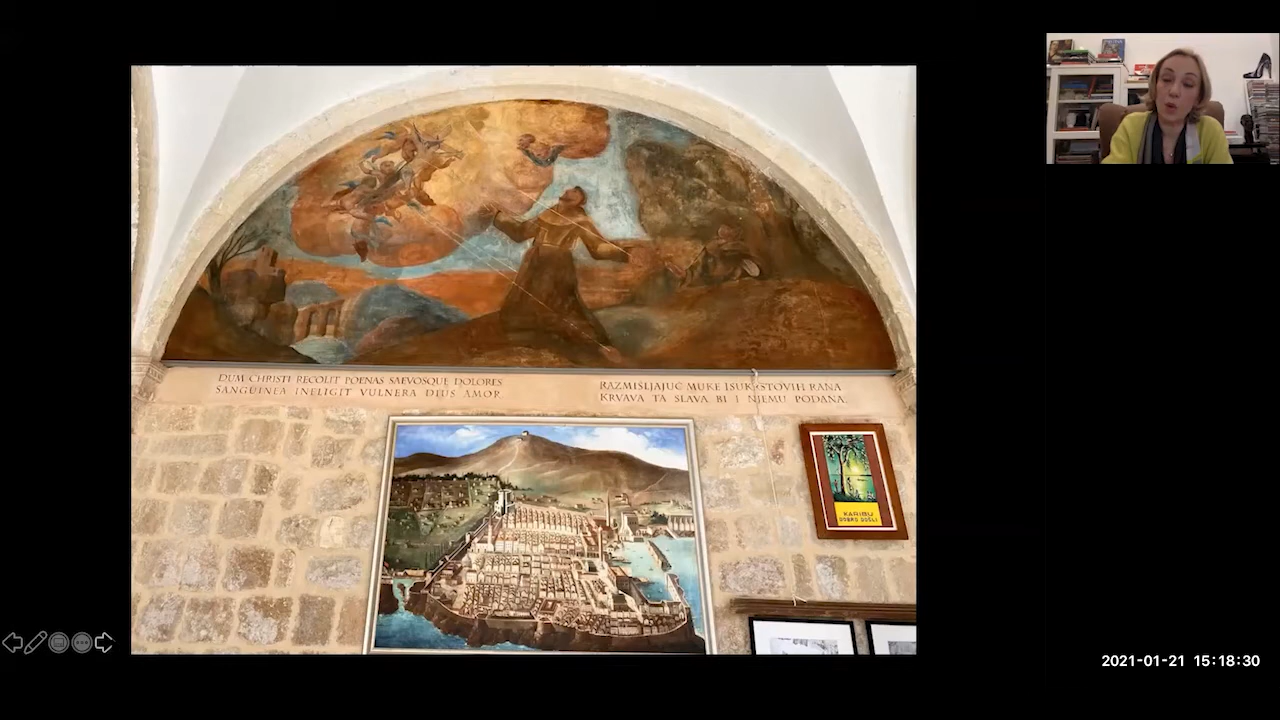 DUM CHRISTI RECOLIT POENAS SAEVOSQUE DOLORES
SANGUINEA INELIGIT VULNERA DIUS AMOR.
RAZMIŠLJAJUĆ MUKE ISUKRSTOVIH RANA
KRVAVA TA SLAVA BI I NJEMU PODANA.
KARIBU
DOBRO DOŠLI
2021-01-21 15:18:30